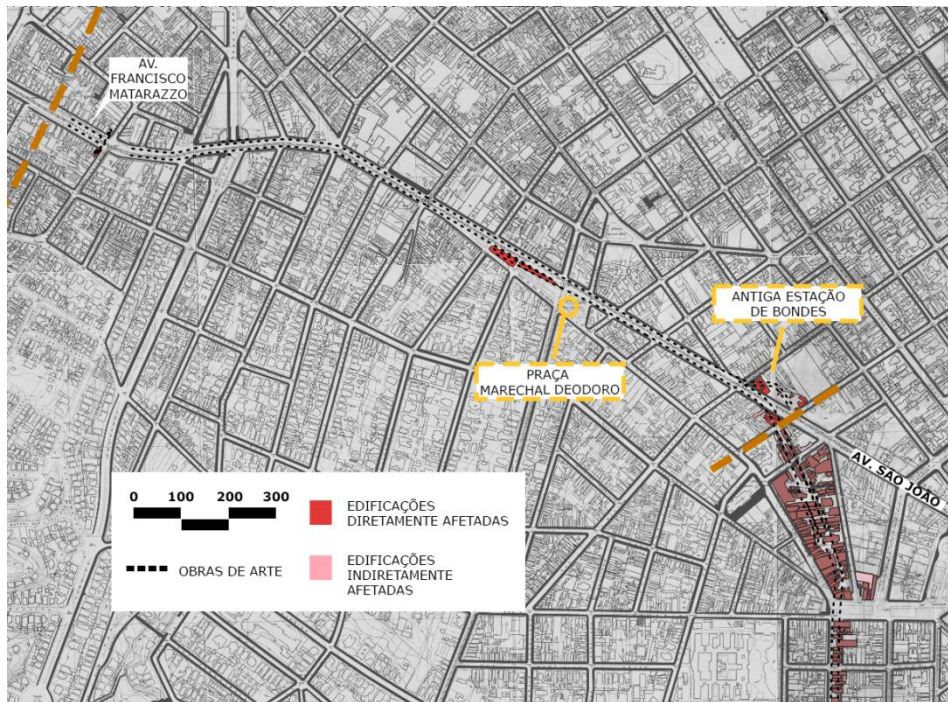 AV.
FRANCISCO
MATARAZZO
ANTIGA ESTAÇÃO
DE BONDES
PRAÇA
MARECHAL DEODORO
AV. SAO JOÃO
0 100 200 300
EDIFICAÇÕES
DIRETAMENTE AFETADAS
OBRAS DE ARTE
EDIFICAÇÕES
INDIRETAMENTE
AFETADAS